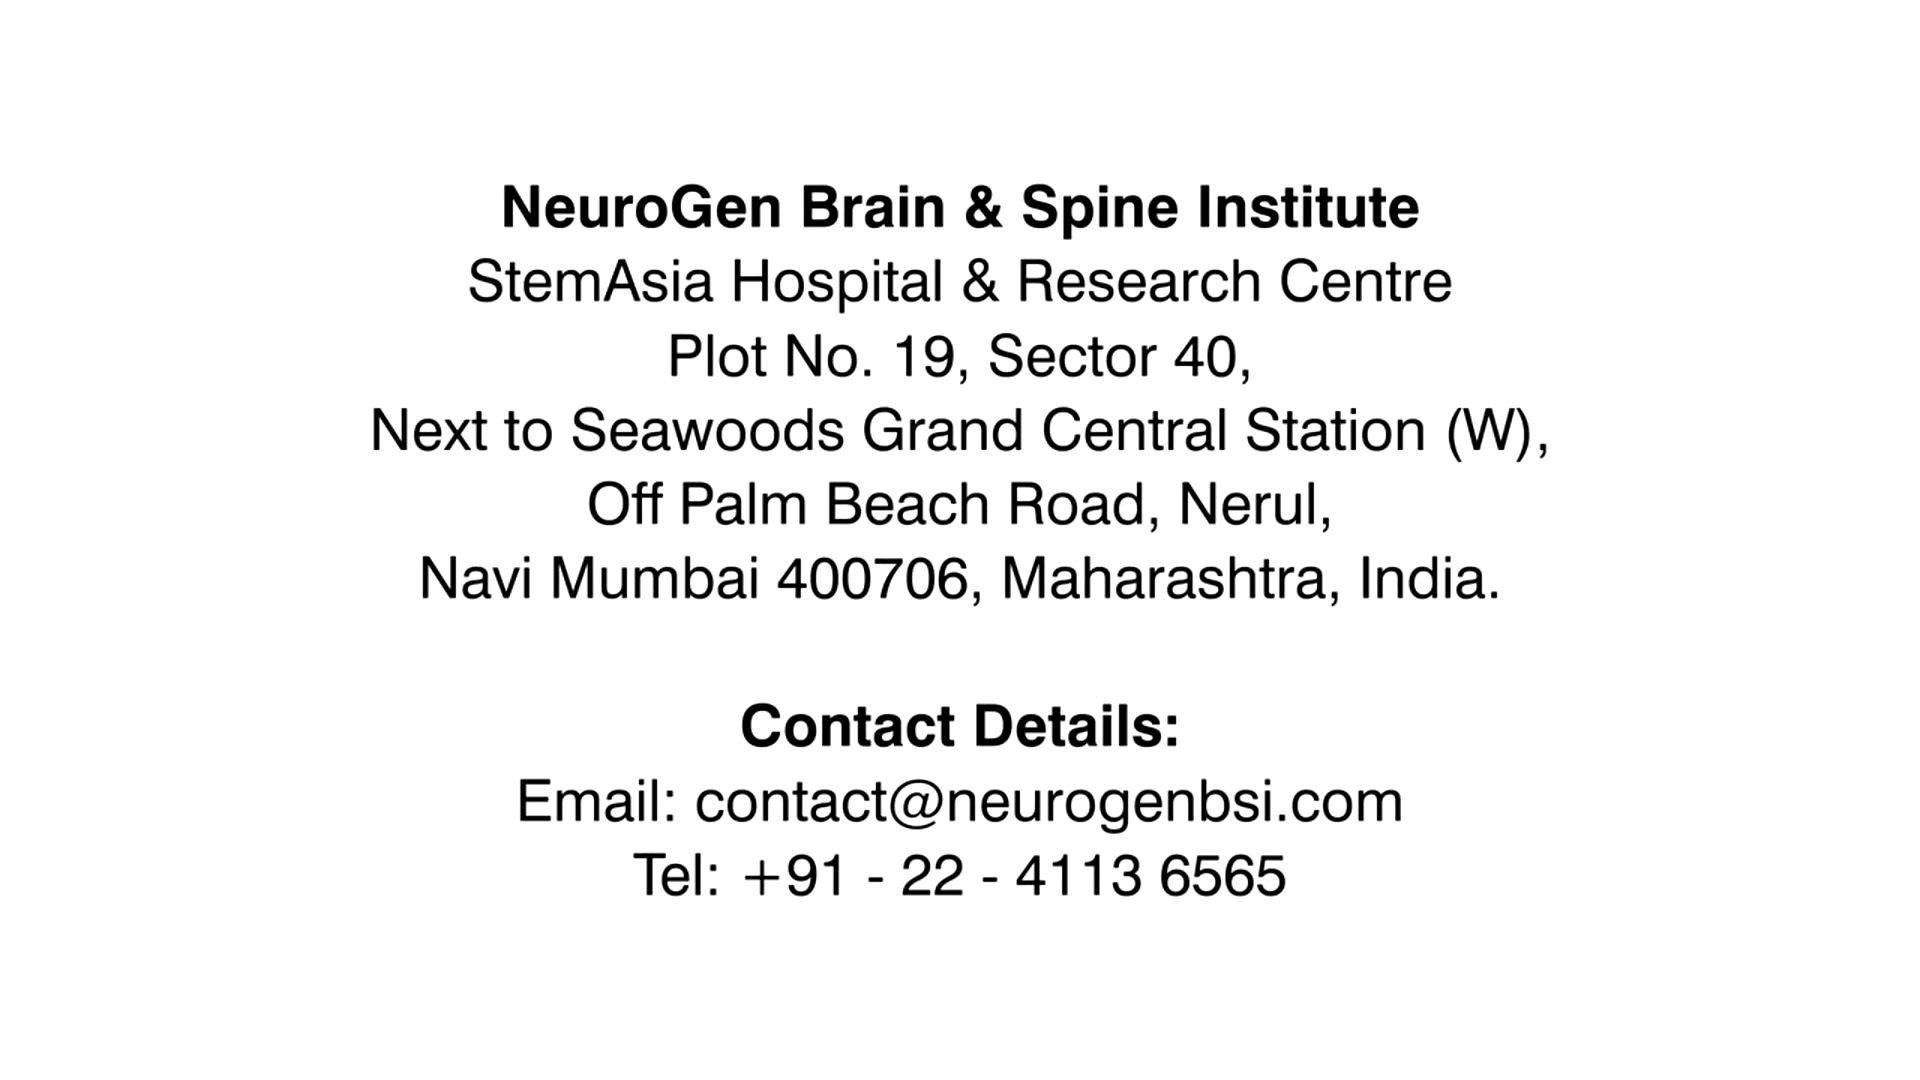 NeuroGen Brain & Spine Institute
StemAsia Hospital & Research Centre
Plot No. 19, Sector 40,
Next to Seawoods Grand Central Station (W),
Off Palm Beach Road, Nerul,
Navi Mumbai 400706, Maharashtra, India.
Contact Details:
Email: contact@neurogenbsi.com
Tel: +91 - 22 - 4113 6565